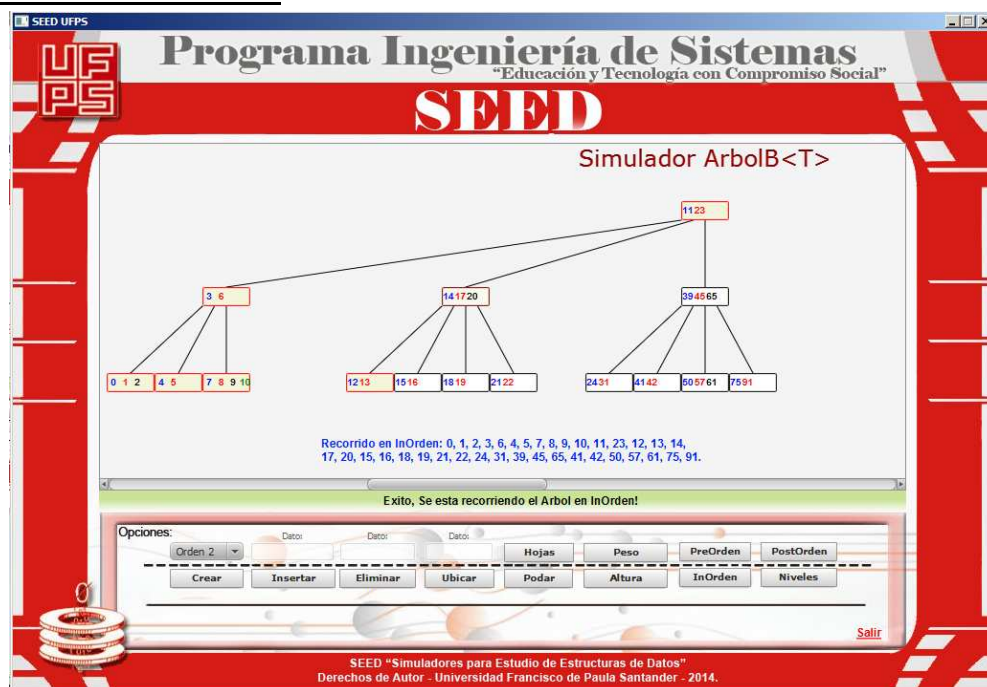 SEED UFPS
UF
PS
Programa Ingeniería de Sistemas
“Educación y Tecnología con Compromiso Social”
SEED
Simulador ArbolB<T>
11 23
3 6
14 17 20
39 45 65
0 1 2
4 5
7 8 9 10
12 13
15 16
18 19
21 22
24 31
41 42
50 57 61
75 91
Recorrido en InOrden: 0, 1, 2, 3, 6, 4, 5, 7, 8, 9, 10, 11, 23, 12, 13, 14,
17, 20, 15, 16, 18, 19, 21, 22, 24, 31, 39, 45, 65, 41, 42, 50, 57, 61, 75, 91.
Exito, Se esta recorriendo el Arbol en InOrden!
Opciones:
Dato: Dato: Dato:
Orden 2 Hojas Peso PreOrden PostOrden
Crear Insertar Eliminar Ubicar Podar Altura InOrden Niveles
Salir
SEED “Simuladores para Estudio de Estructuras de Datos”
Derechos de Autor - Universidad Francisco de Paula Santander - 2014.